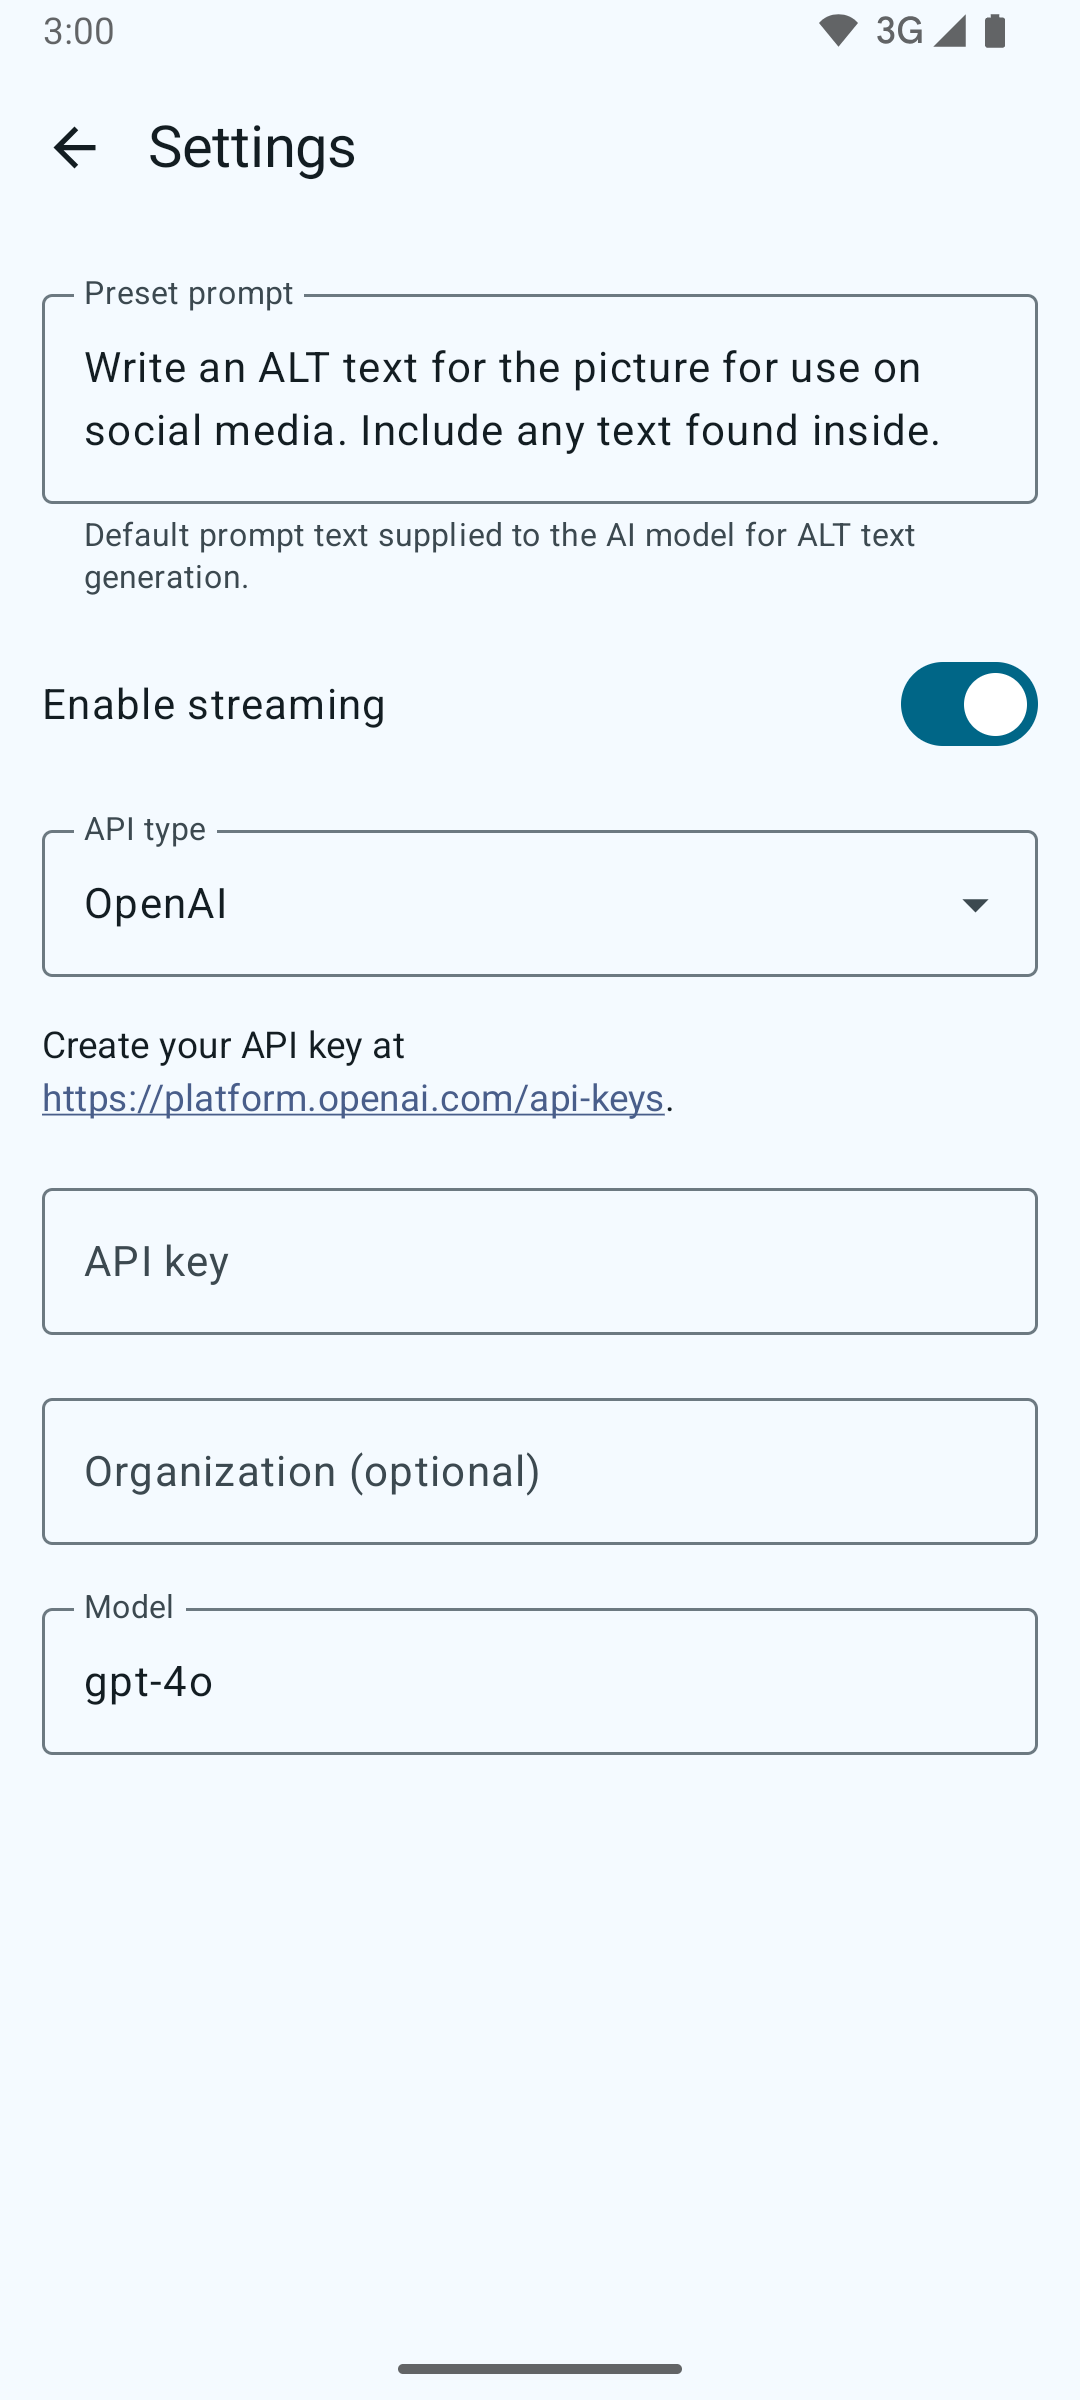 3:00
3G
Settings
Preset prompt
Write an ALT text for the picture for use on
social media. Include any text found inside.
Default prompt text supplied to the AI model for ALT text
generation.
Enable streaming
API type
OpenAI
Create your API key at
https://platform.openai.com/api-keys.
API key
Organization (optional)
Model
gpt-4o